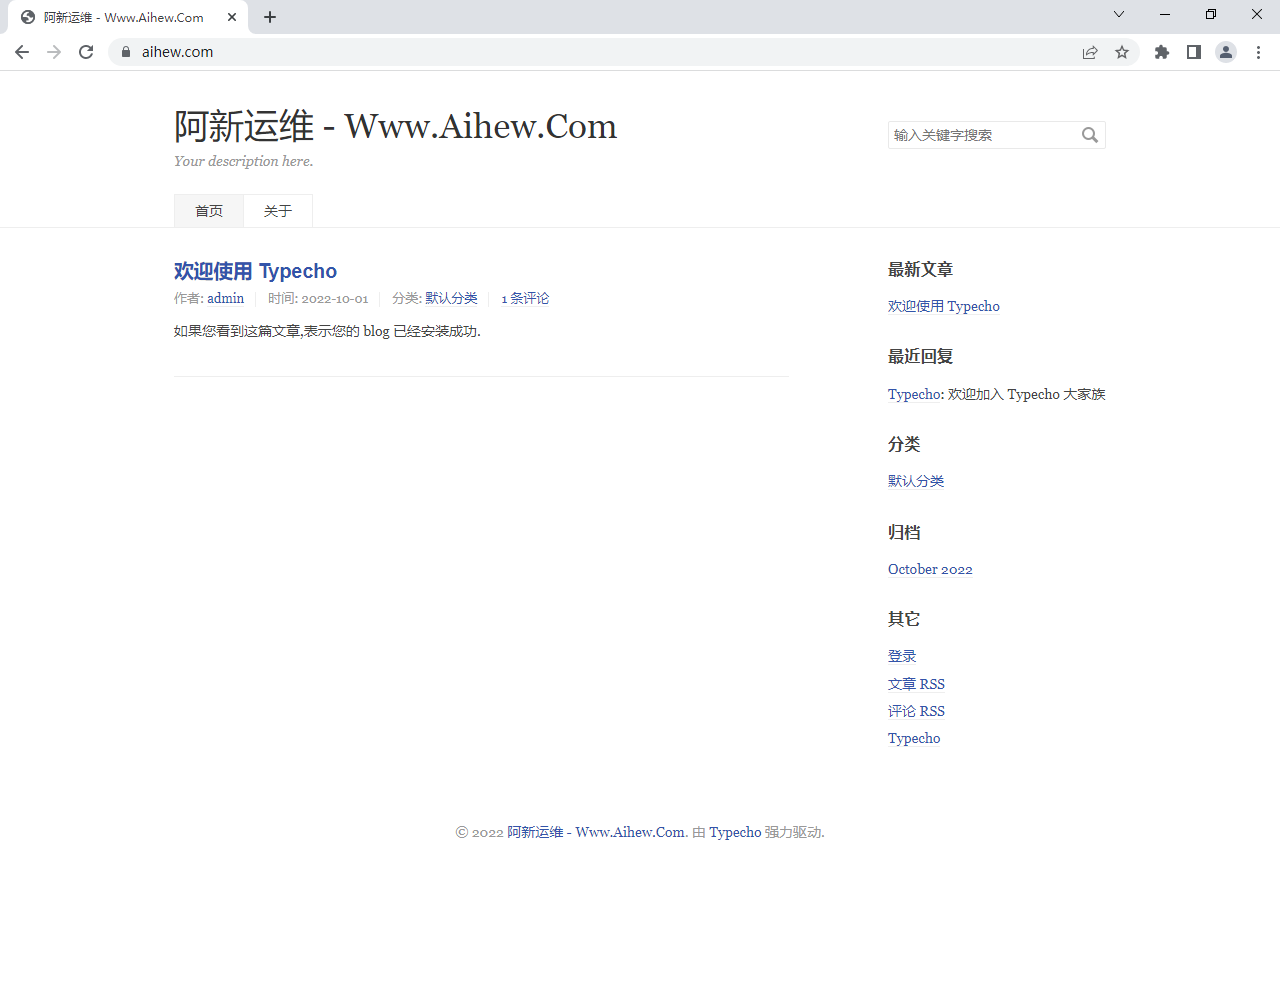 阿新运维 - Www.Aihew.Com
aihew.com
阿新运维 - Www.Aihew.Com
Your description here.
输入关键字搜索
首页 关于
欢迎使用 Typecho
作者: admin 时间: 2022-10-01 分类: 默认分类 1 条评论
如果您看到这篇文章,表示您的 blog 已经安装成功.
最新文章
欢迎使用 Typecho
最近回复
Typecho: 欢迎加入 Typecho 大家族
分类
默认分类
归档
October 2022
其它
登录
文章 RSS
评论 RSS
Typecho
© 2022 阿新运维 - Www.Aihew.Com. 由 Typecho 强力驱动.